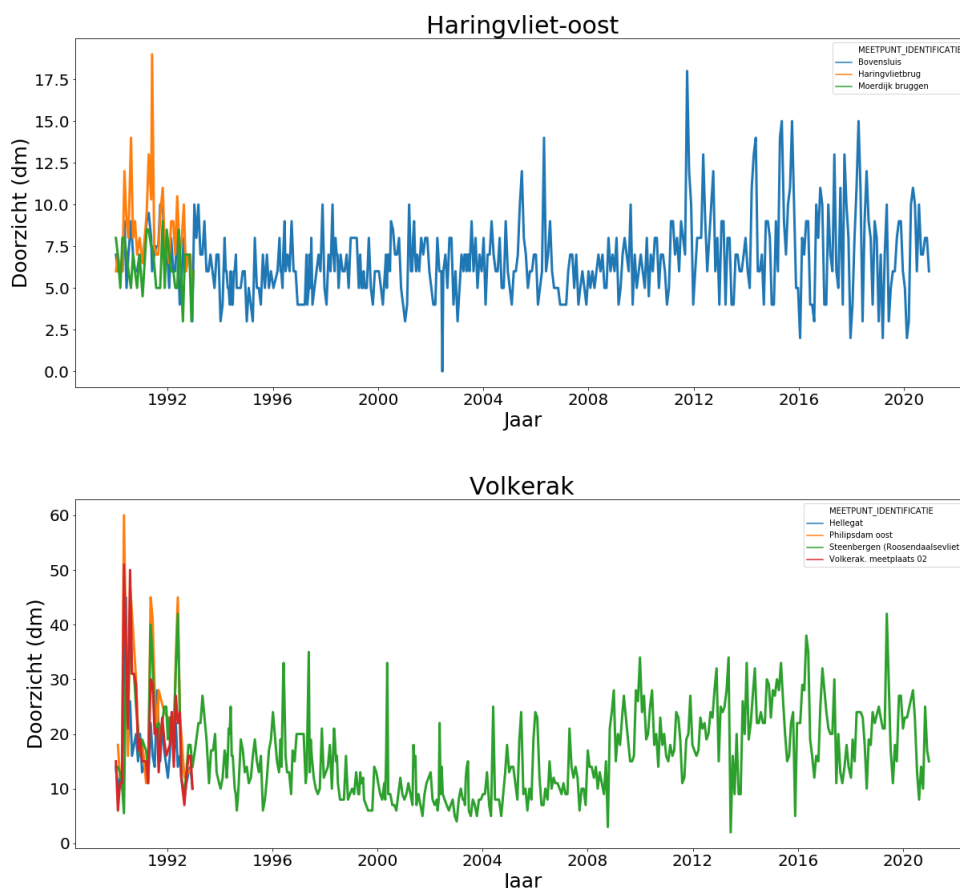 Haringvliet-oost
17.5
15.0
12.5
10.0
7.5
5.0
2.5
0.0
Doorzicht (dm)
MEETPUNT_IDENTIFICATIE
Bovensluis
Haringvlietbrug
Moerdijk bruggen
1992 1996 2000 2004 2008 2012 2016 2020
Jaar
Volkerak
60
50
40
30
20
10
0
Doorzicht (dm)
MEETPUNT_IDENTIFICATIE
Hellegat
Philipsdam oost
Steenbergen (Roosendaalsevliet
Volkerak. meetplaats 02
1992 1996 2000 2004 2008 2012 2016 2020
Jaar